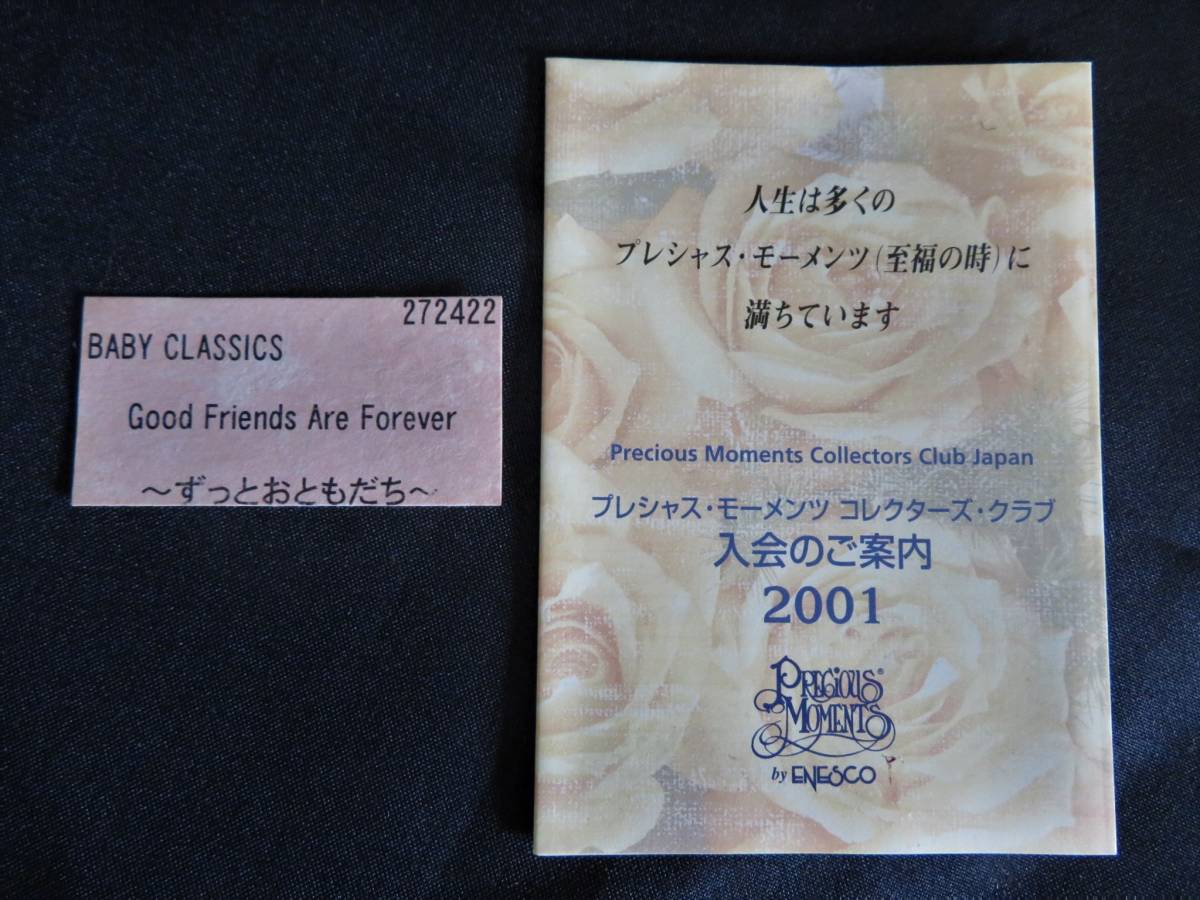 272422
BABY CLASSICS
Good Friends Are Forever
～ずっとおともだち～
人生は多くの
プレシャス・モーメンツ(至福の時)に
満ちています
Precious Moments Collectors Club Japan
プレシャス・モーメンツ コレクターズ・クラブ
入会のご案内
2001
PRECIOUS®
MOMENTS
by ENESCO